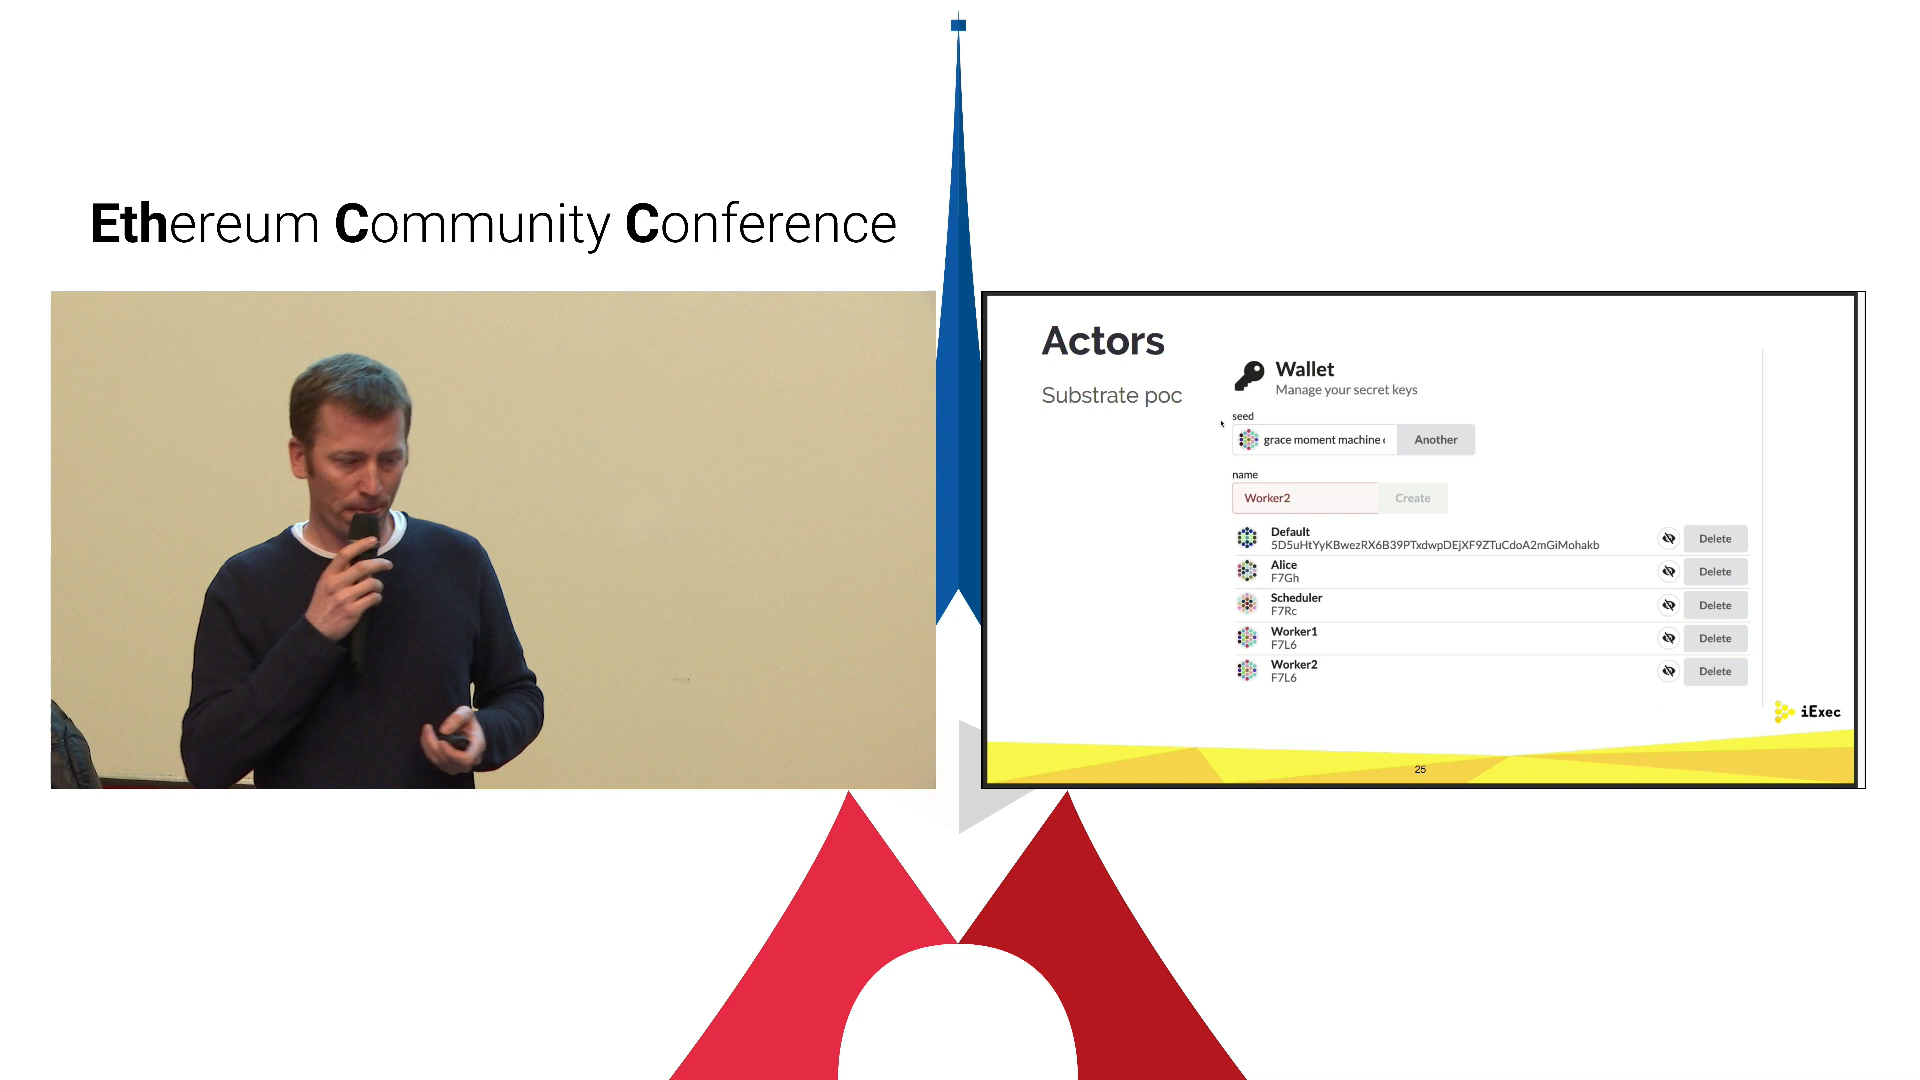 Ethereum Community Conference
Actors
Substrate poc
Wallet
Manage your secret keys
seed
grace moment machine
Another
name
Worker2
Create
Default
5D5uHtYyKBwezRX6B39PTxdwpDEjXF9ZTuCdoA2mGiMohakb
Delete
Alice
F7Gh
Delete
Scheduler
F7Rc
Delete
Worker1
F7L6
Delete
Worker2
F7L6
Delete
iExec
25